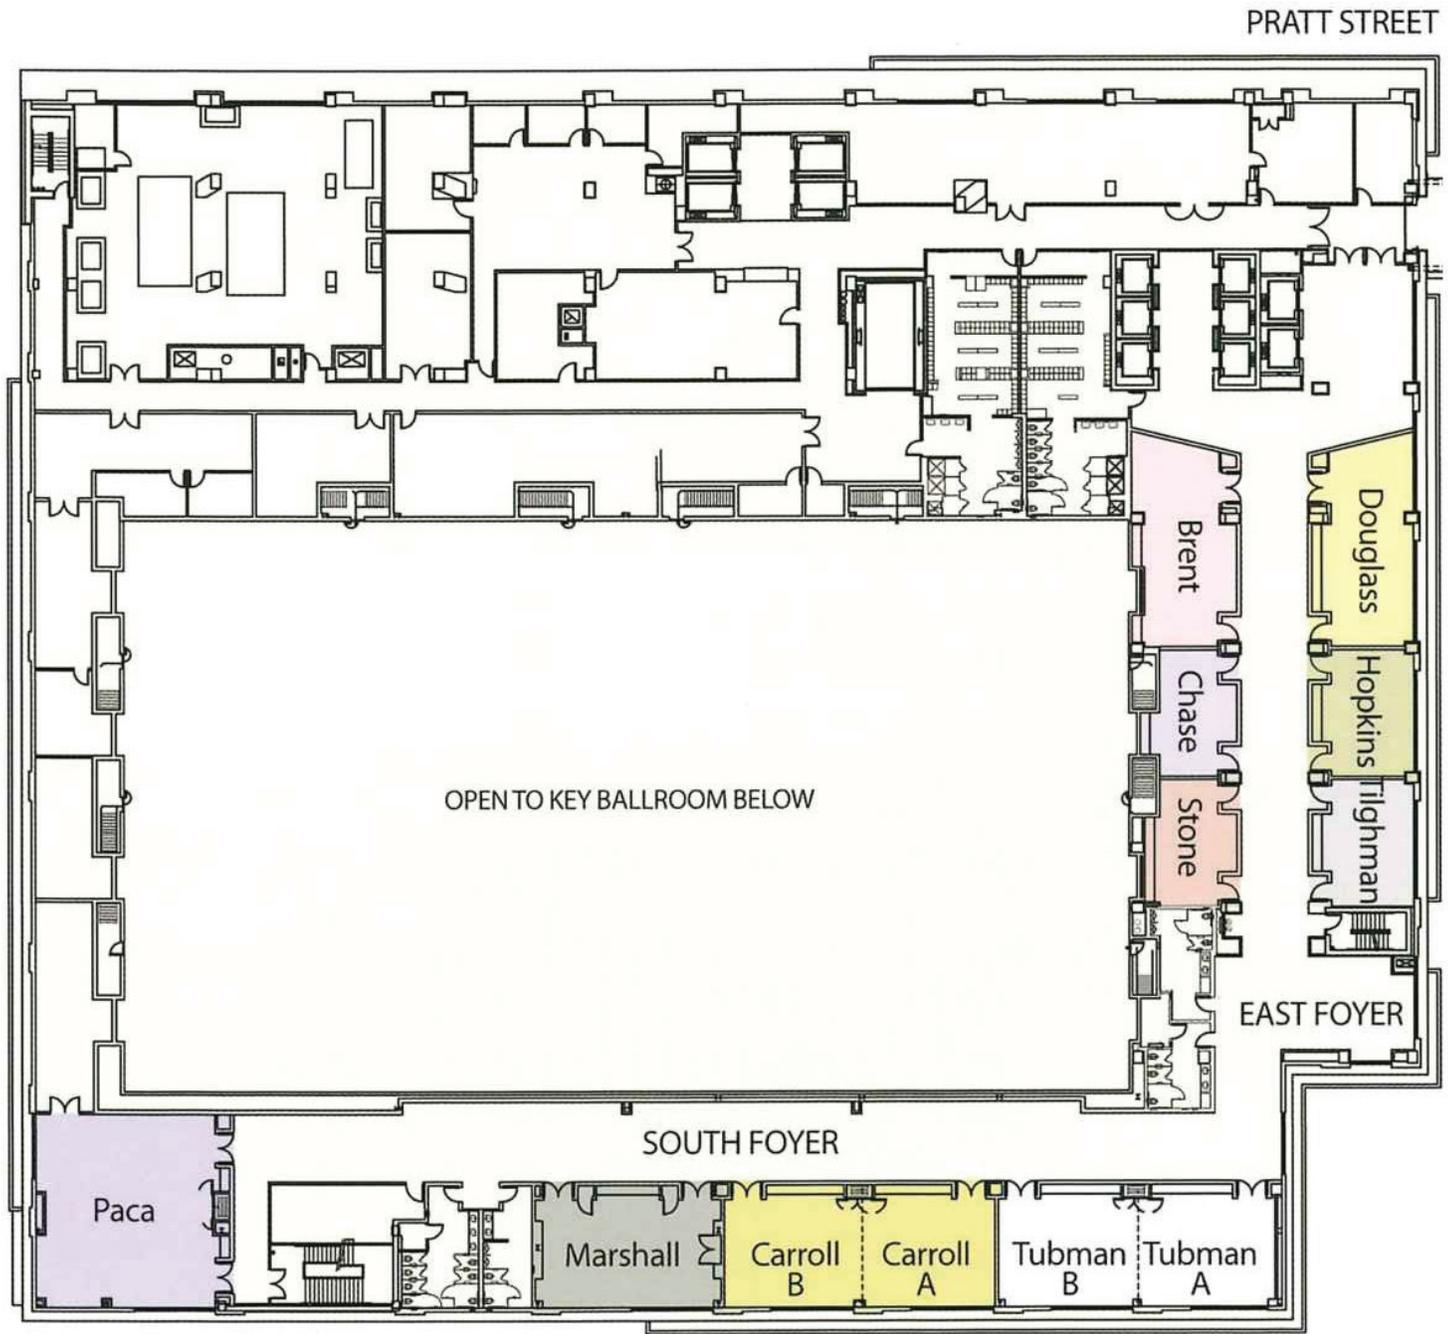 PRATT STREET
Brent
Douglass
Chase
Hopkins
Stone
Tilghman
OPEN TO KEY BALLROOM BELOW
EAST FOYER
SOUTH FOYER
Paca
Marshall
Carroll
B
Carroll
A
Tubman
B
Tubman
A